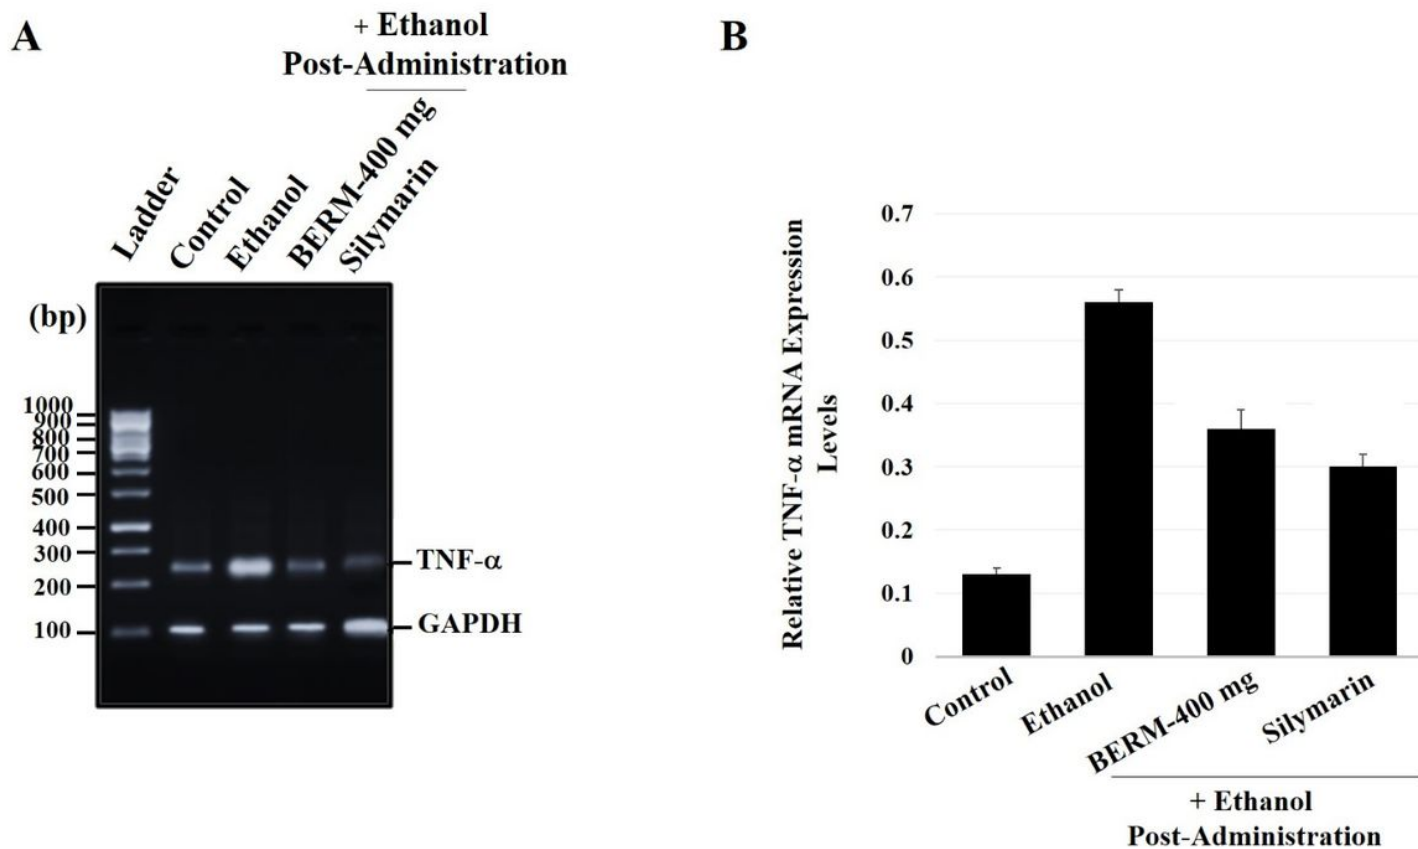 A
+ Ethanol
Post-Administration
Ladder
Control
Ethanol
BERM-400 mg
Silymarin
(bp)
1000
900
800
700
600
500
400
300
200
100
TNF-α
GAPDH
B
Relative TNF-α mRNA Expression
Levels
0.7
0.6
0.5
0.4
0.3
0.2
0.1
0
Control
Ethanol
BERM-400 mg
Silymarin
+ Ethanol
Post-Administration